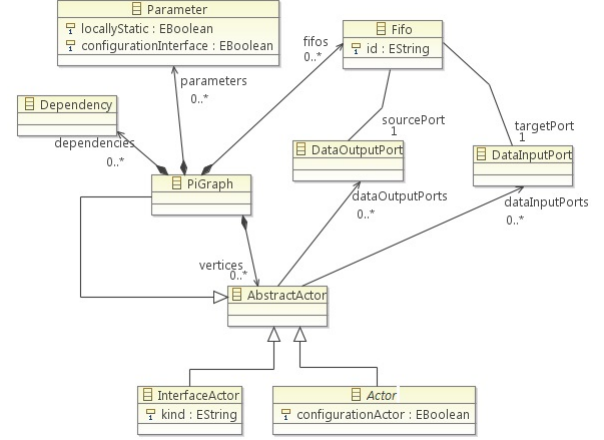 Parameter
locallyStatic : EBoolean
configurationInterface : EBoolean
fifos
0..*
Fifo
id : EString
parameters
0..*
Dependency
dependencies
0..*
sourcePort
1
targetPort
1
DataOutputPort
DataInputPort
PiGraph
dataOutputPorts
0..*
dataInputPorts
0..*
vertices
0..*
AbstractActor
InterfaceActor
kind : EString
Actor
configurationActor : EBoolean